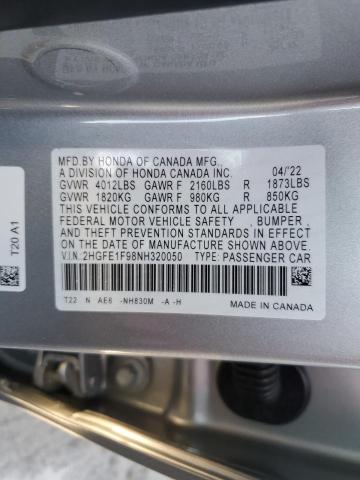 MFD.BY HONDA OF CANADA MFG.,
A DIVISION OF HONDA CANADA INC. 04/'22
GVWR 4012LBS GAWR F 2160LBS R 1873LBS
GVWR 1820KG GAWR F 980KG R 850KG
THIS VEHICLE CONFORMS TO ALL APPLICABLE
FEDERAL MOTOR VEHICLE SAFETY , BUMPER ,
AND THEFT PREVENTION STANDARDS IN EFFECT
ON THE DATE OF MANUFACTURE SHOWN ABOVE.
V.I.N: 2HGFE1F98NH320050 TYPE: PASSENGER CAR
T22 N AE6 -NH830M -A -H
MADE IN CANADA
T20 A1